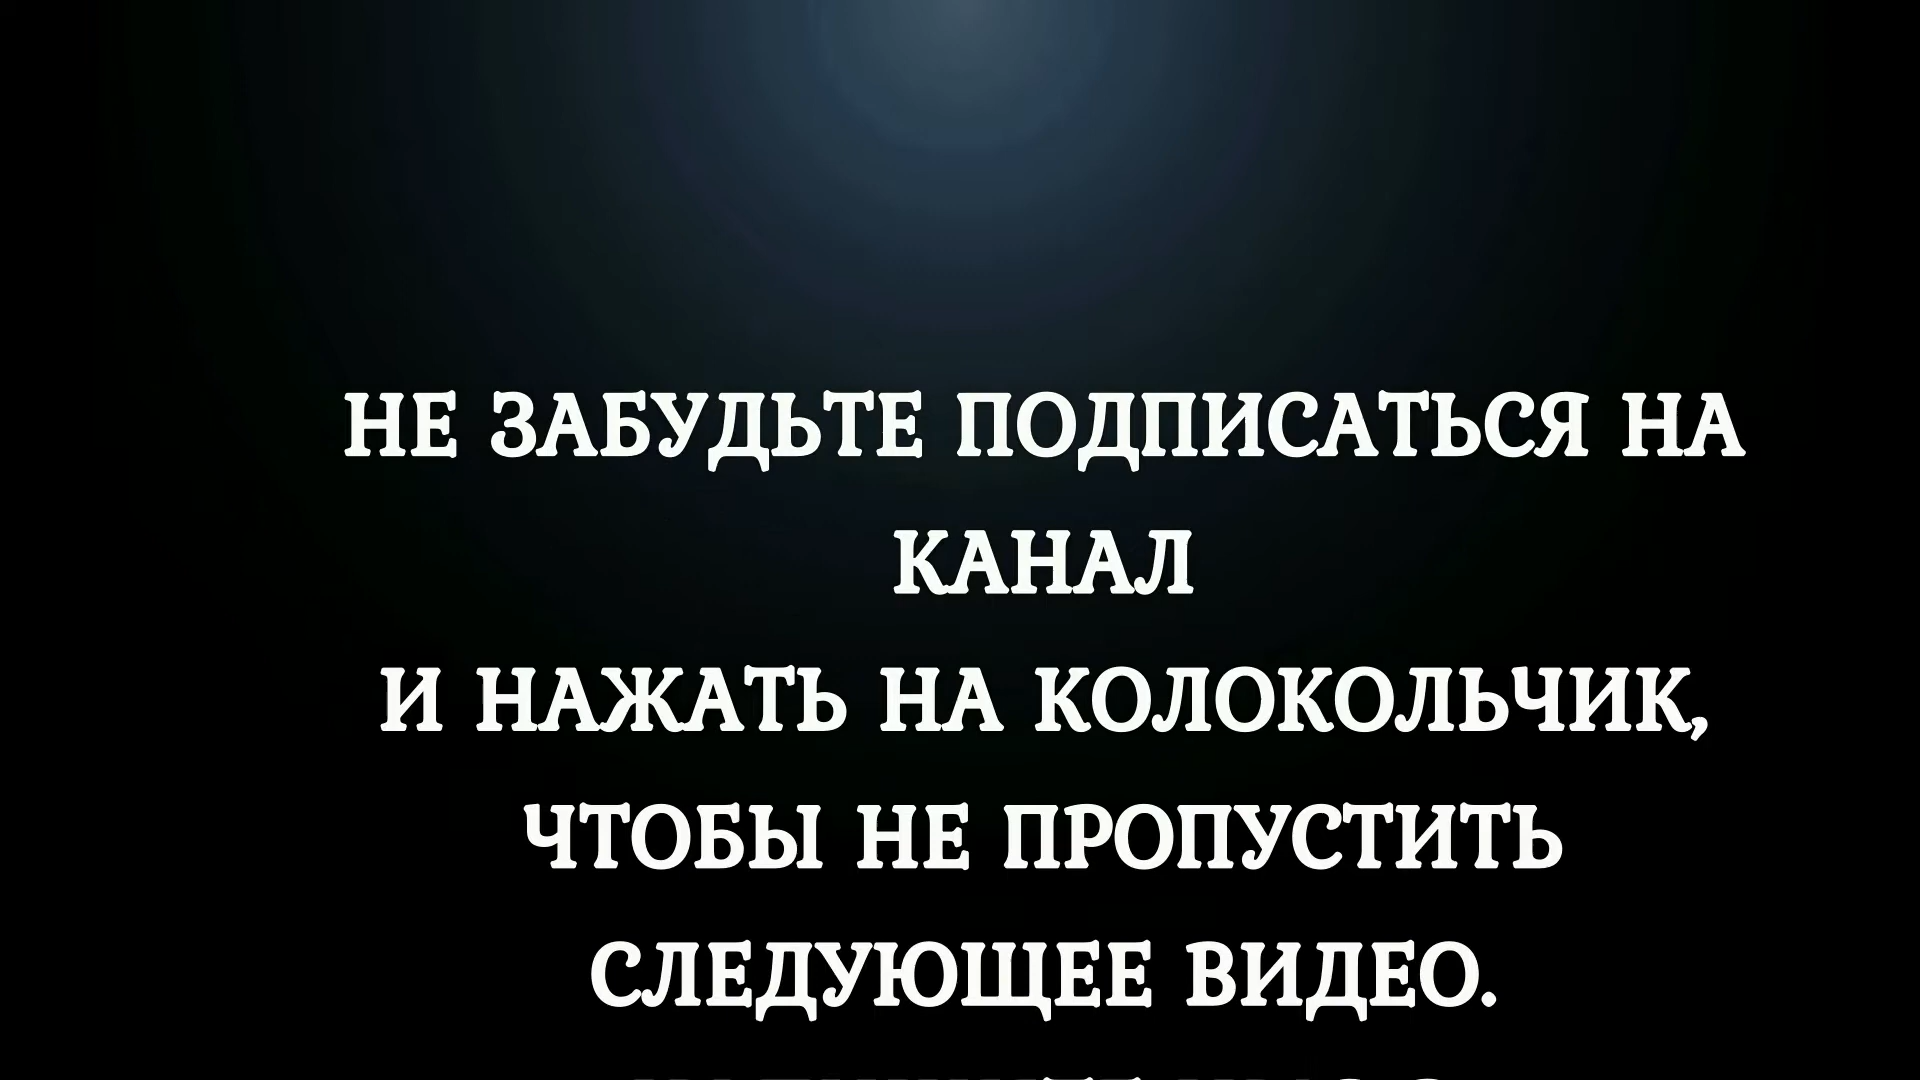 НЕ ЗАБУДЬТЕ ПОДПИСАТЬСЯ НА
КАНАЛ
И НАЖАТЬ НА КОЛОКОЛЬЧИК,
ЧТОБЫ НЕ ПРОПУСТИТЬ
СЛЕДУЮЩЕЕ ВИДЕО.